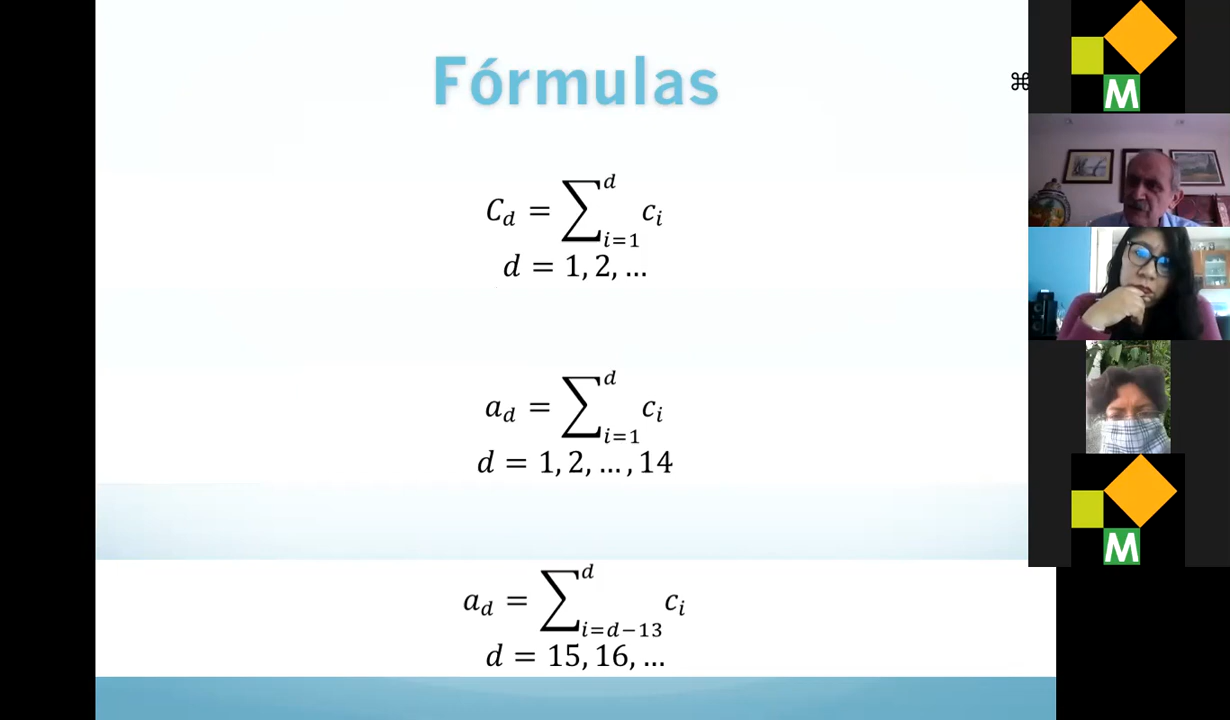 Fórmulas
⌘
C_d = ∑_{i=1}^{d} c_i
d = 1, 2, …
a_d = ∑_{i=1}^{d} c_i
d = 1, 2, … , 14
a_d = ∑_{i=d−13}^{d} c_i
d = 15, 16, …
M
M